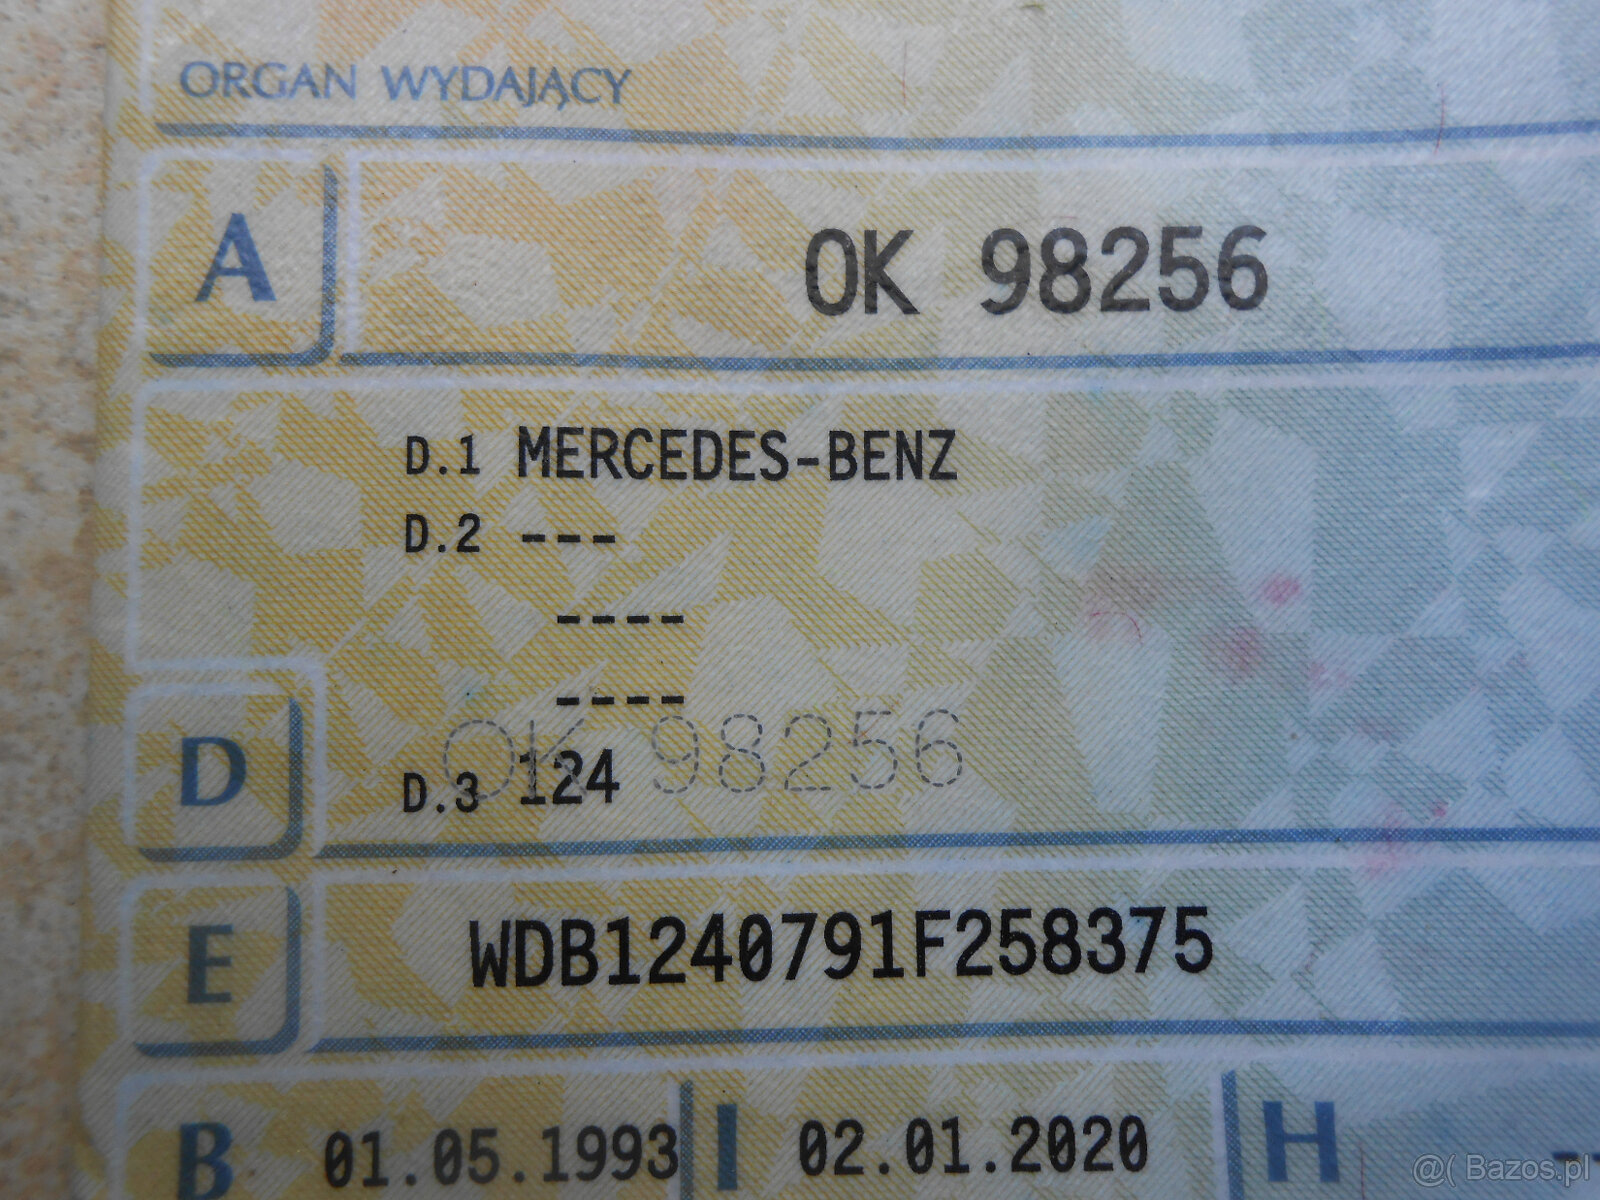 ORGAN WYDAJĄCY
A OK 98256
D.1 MERCEDES-BENZ
D.2 ---
----
----
OK 98256
D D.3 124
E WDB1240791F258375
B 01.05.1993 I 02.01.2020 H --
@( Bazos.pl